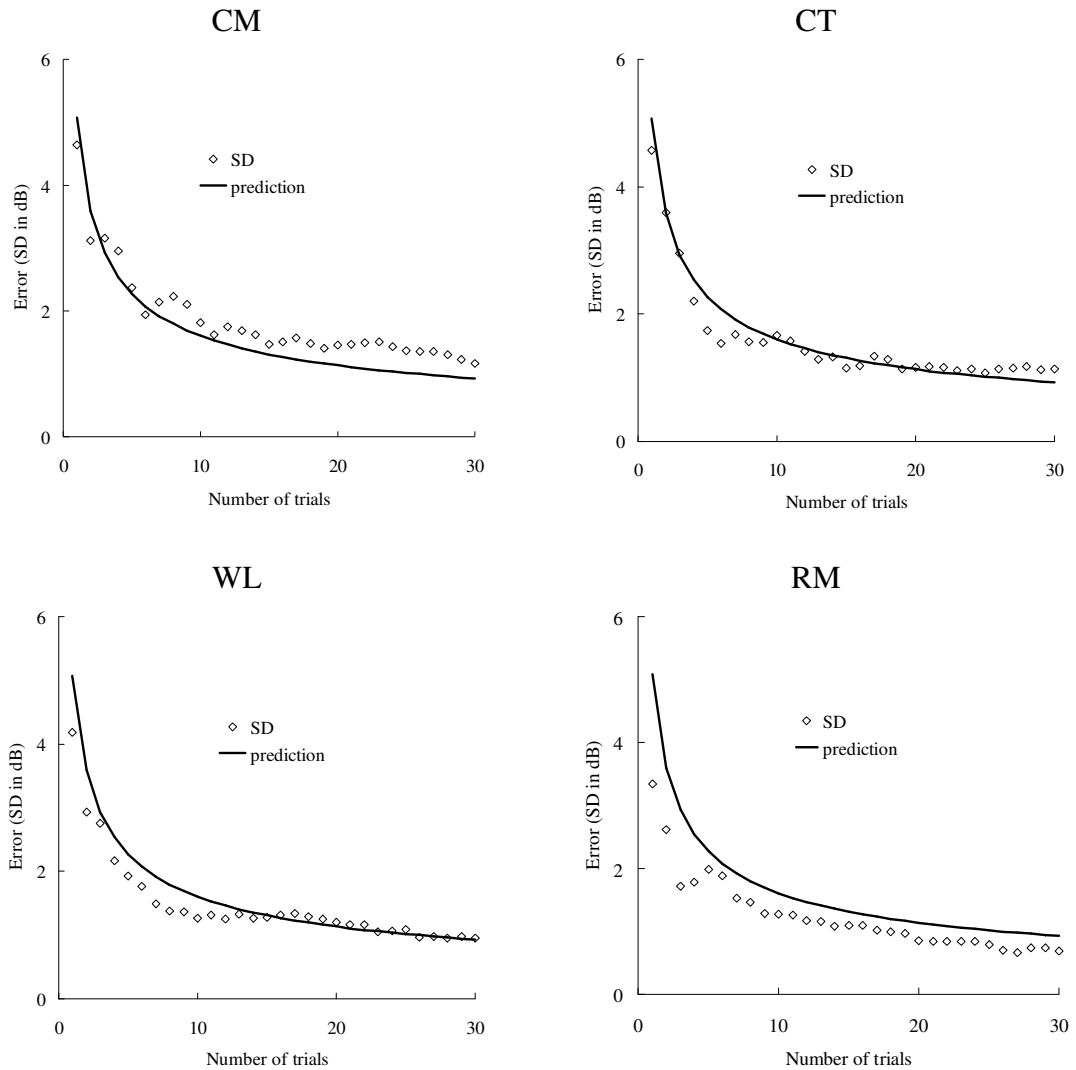 CM
6
4
2
0
Error (SD in dB)
SD
prediction
0 10 20 30
Number of trials
CT
6
4
2
0
Error (SD in dB)
SD
prediction
0 10 20 30
Number of trials
WL
6
4
2
0
Error (SD in dB)
SD
prediction
0 10 20 30
Number of trials
RM
6
4
2
0
Error (SD in dB)
SD
prediction
0 10 20 30
Number of trials